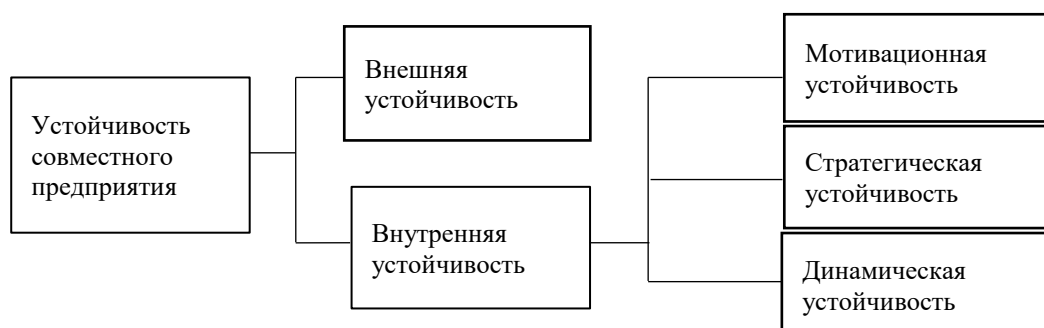 Устойчивость
совместного
предприятия
Внешняя
устойчивость
Внутренняя
устойчивость
Мотивационная
устойчивость
Стратегическая
устойчивость
Динамическая
устойчивость